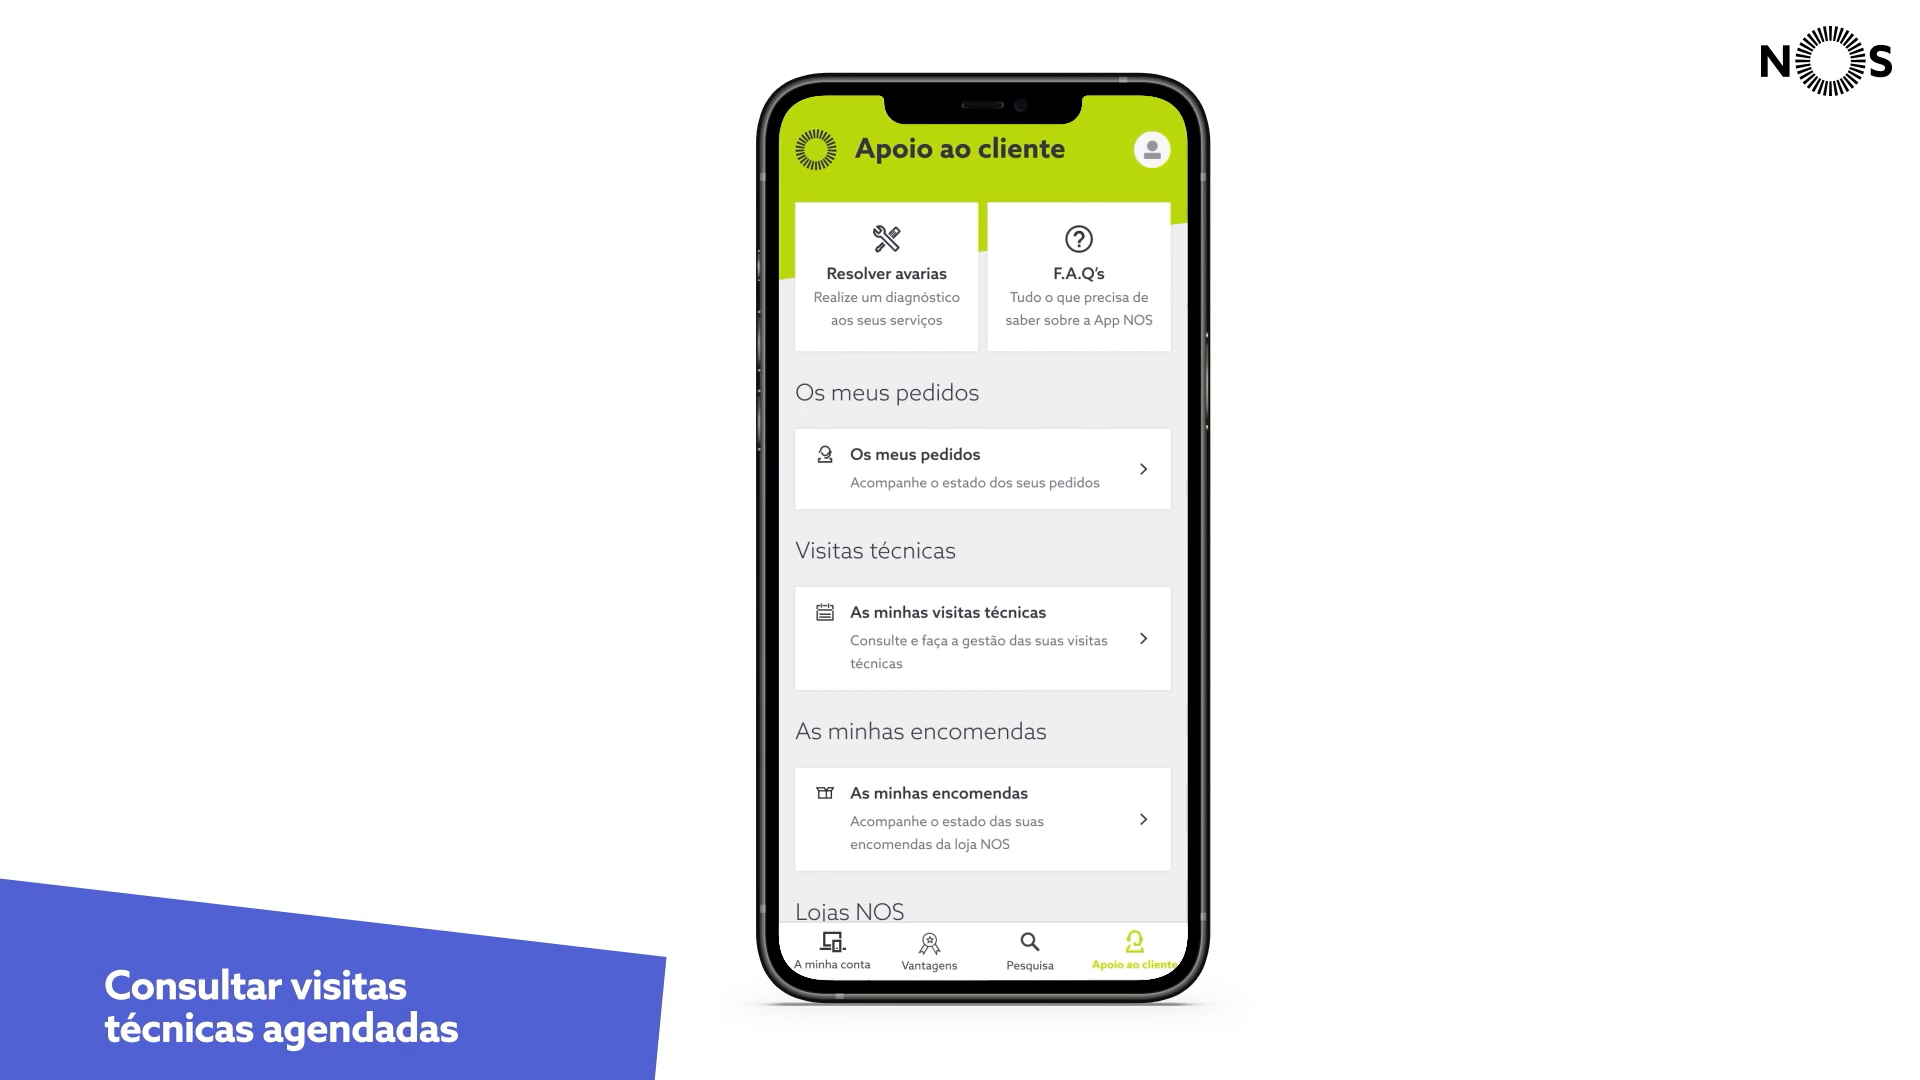 NOS
Apoio ao cliente
Resolver avarias
Realize um diagnóstico
aos seus serviços
F.A.Q’s
Tudo o que precisa de
saber sobre a App NOS
Os meus pedidos
Os meus pedidos
Acompanhe o estado dos seus pedidos
Visitas técnicas
As minhas visitas técnicas
Consulte e faça a gestão das suas visitas
técnicas
As minhas encomendas
As minhas encomendas
Acompanhe o estado das suas
encomendas da loja NOS
Lojas NOS
A minha conta
Vantagens
Pesquisa
Apoio ao cliente
Consultar visitas
técnicas agendadas